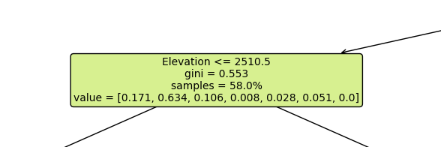 Elevation <= 2510.5
gini = 0.553
samples = 58.0%
value = [0.171, 0.634, 0.106, 0.008, 0.028, 0.051, 0.0]